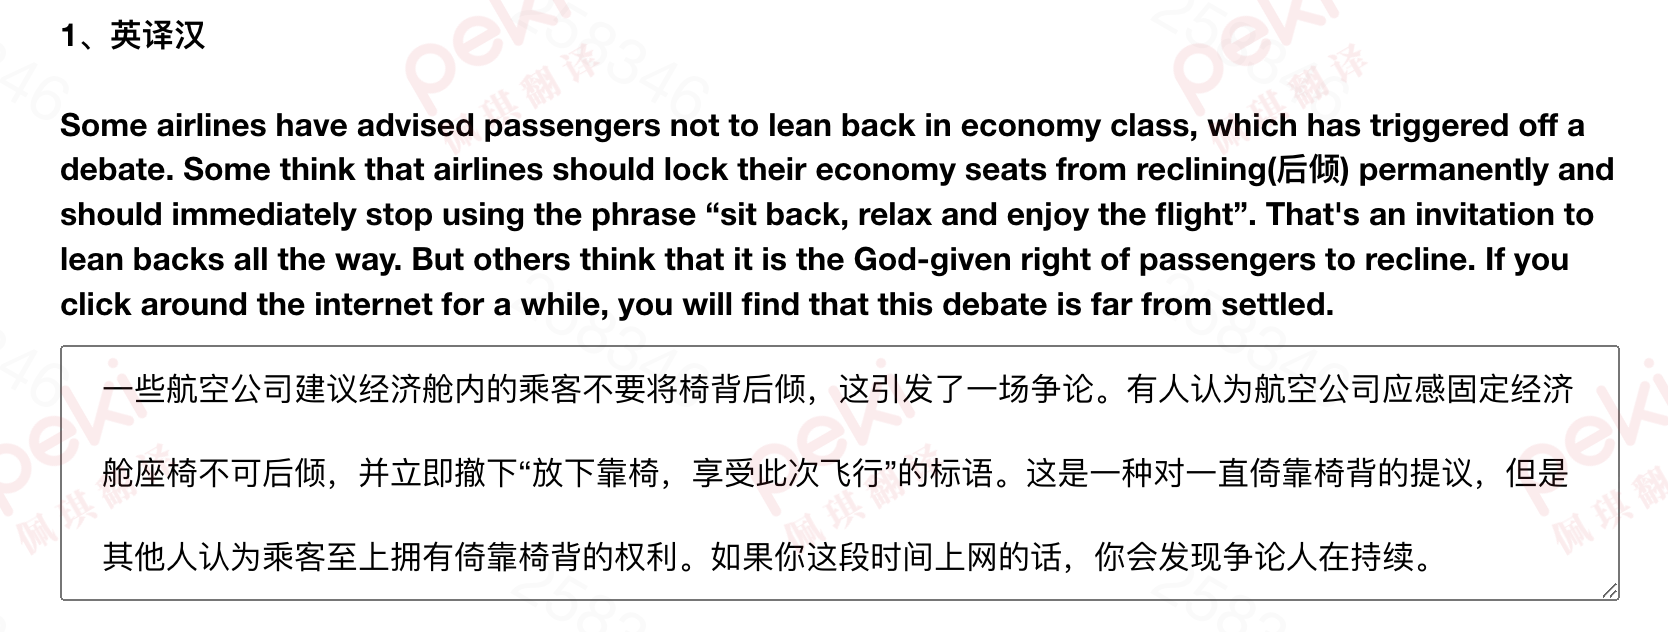 1、英译汉
Some airlines have advised passengers not to lean back in economy class, which has triggered off a
debate. Some think that airlines should lock their economy seats from reclining(后倾) permanently and
should immediately stop using the phrase “sit back, relax and enjoy the flight”. That's an invitation to
lean backs all the way. But others think that it is the God-given right of passengers to recline. If you
click around the internet for a while, you will find that this debate is far from settled.
一些航空公司建议经济舱内的乘客不要将椅背后倾，这引发了一场争论。有人认为航空公司应感固定经济
舱座椅不可后倾，并立即撤下“放下靠椅，享受此次飞行”的标语。这是一种对一直倚靠椅背的提议，但是
其他人认为乘客至上拥有倚靠椅背的权利。如果你这段时间上网的话，你会发现争论人在持续。
peki
佩琪翻译
258346